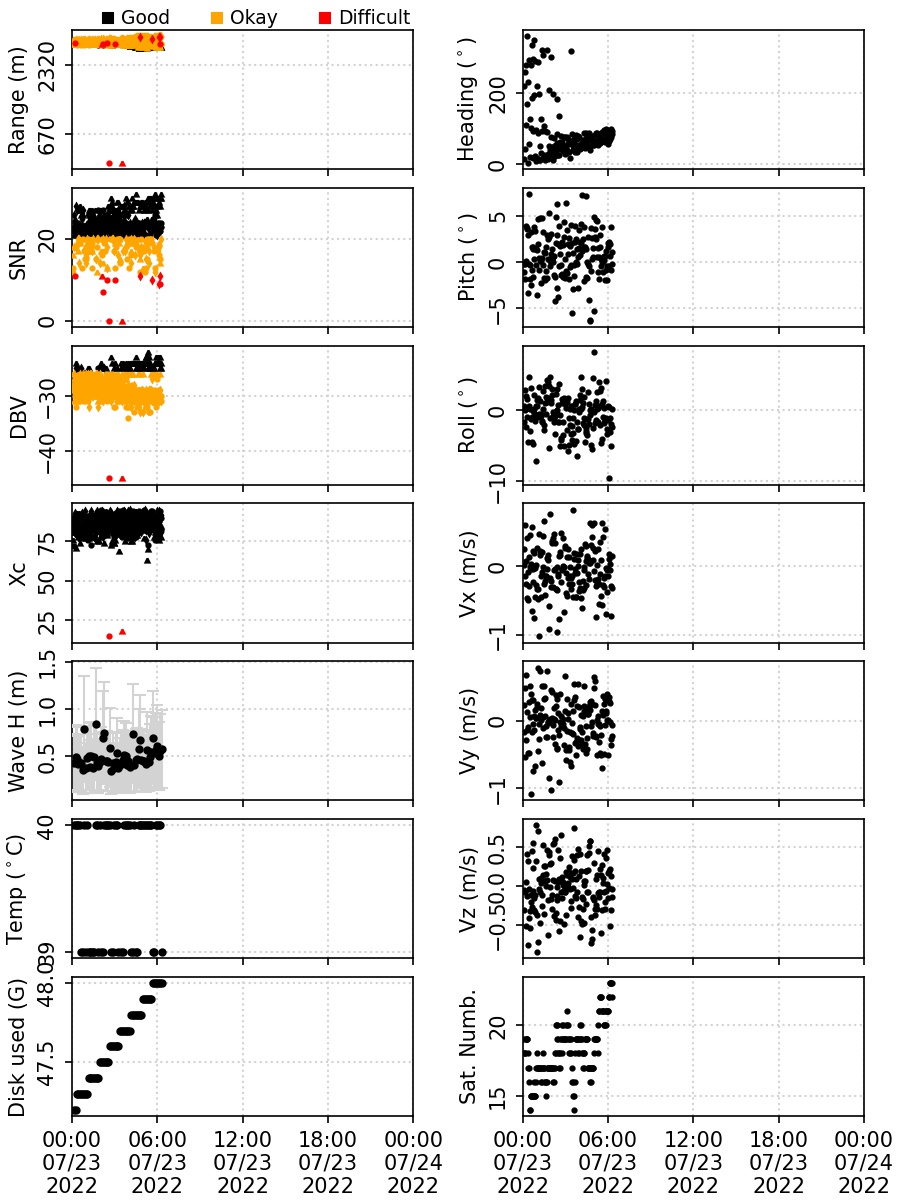 Good Okay Difficult
Range (m)
2320
670
Heading (°)
200
0
SNR
20
0
Pitch (°)
5
0
−5
DBV
−30
−40
Roll (°)
0
−10
Xc
75
50
25
Vx (m/s)
0
−1
Wave H (m)
1.5
1.0
0.5
Vy (m/s)
0
−1
Temp (°C)
40
39
Vz (m/s)
0.5
0.0
−0.5
Disk used (G)
48.0
47.5
Sat. Numb.
20
15
00:00 06:00 12:00 18:00 00:00
07/23 07/23 07/23 07/23 07/24
2022 2022 2022 2022 2022
00:00 06:00 12:00 18:00 00:00
07/23 07/23 07/23 07/23 07/24
2022 2022 2022 2022 2022